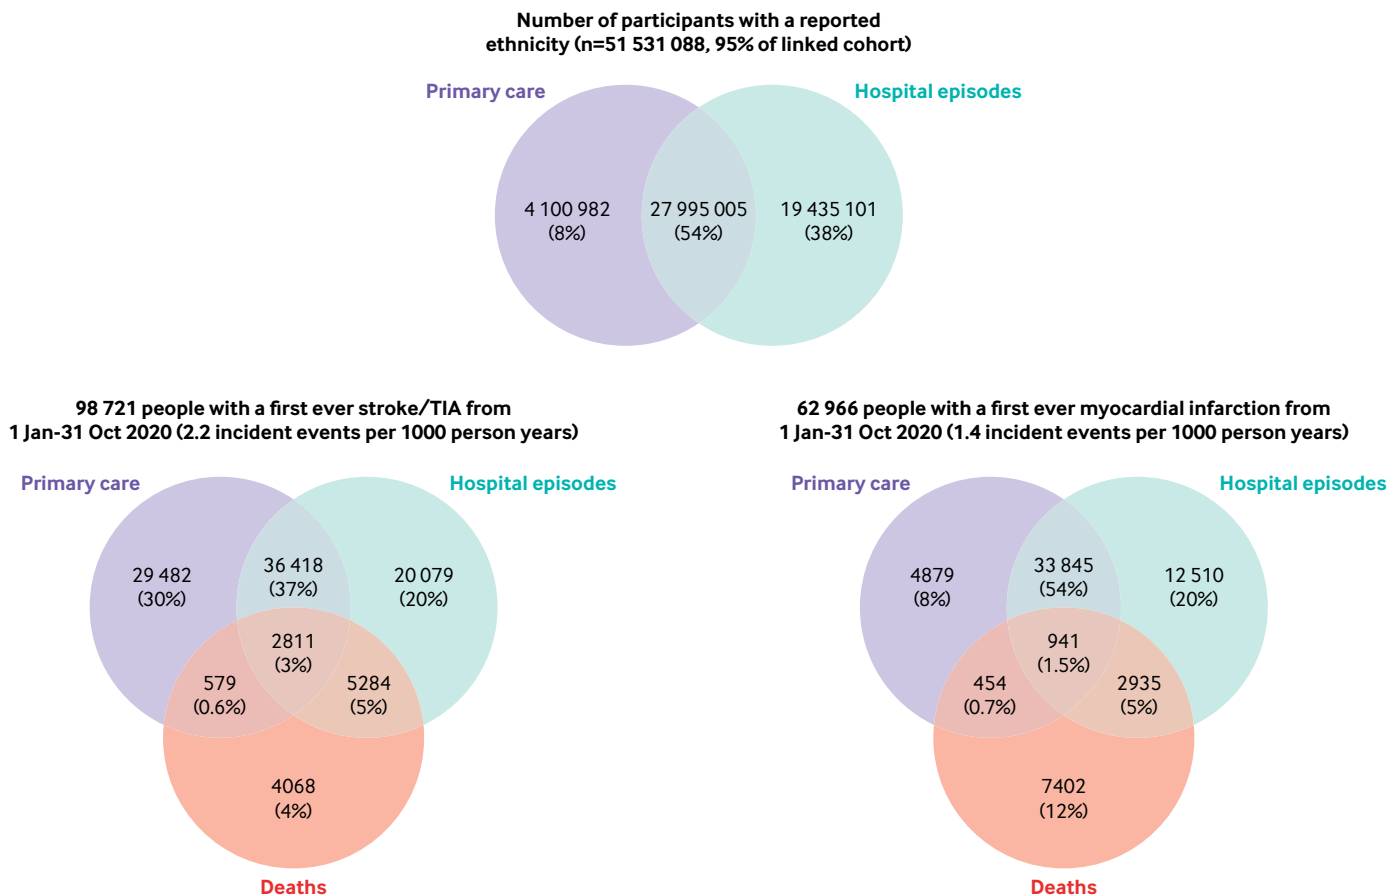 Number of participants with a reported
ethnicity (n=51 531 088, 95% of linked cohort)
Primary care
Hospital episodes
4 100 982
(8%)
27 995 005
(54%)
19 435 101
(38%)
98 721 people with a first ever stroke/TIA from
1 Jan-31 Oct 2020 (2.2 incident events per 1000 person years)
Primary care
Hospital episodes
29 482
(30%)
36 418
(37%)
20 079
(20%)
2811
(3%)
579
(0.6%)
5284
(5%)
4068
(4%)
Deaths
62 966 people with a first ever myocardial infarction from
1 Jan-31 Oct 2020 (1.4 incident events per 1000 person years)
Primary care
Hospital episodes
4879
(8%)
33 845
(54%)
12 510
(20%)
941
(1.5%)
454
(0.7%)
2935
(5%)
7402
(12%)
Deaths